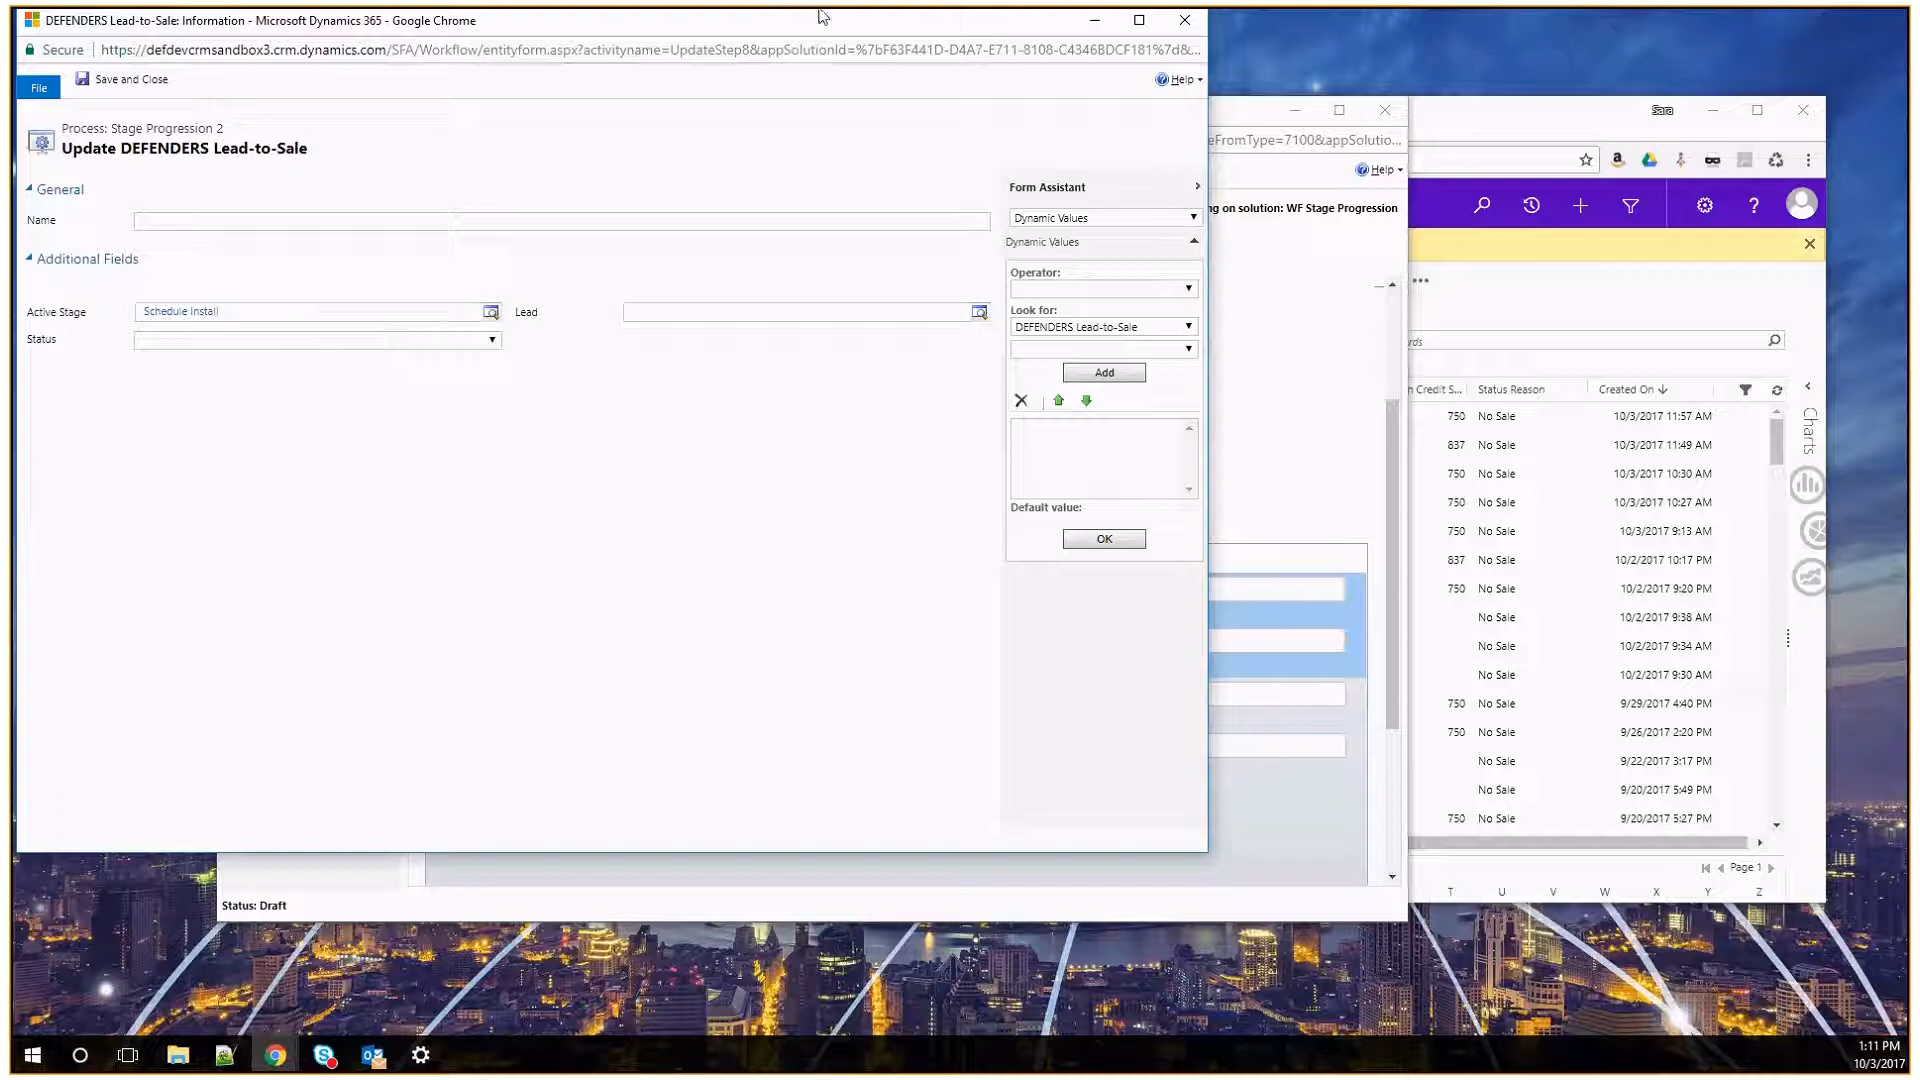 DEFENDERS Lead-to-Sale: Information - Microsoft Dynamics 365 - Google Chrome
Secure | https://defdevcrmsandbox3.crm.dynamics.com/SFA/Workflow/entityform.aspx?activityname=UpdateStep8&appSolutionId=%7bF63F441D-D4A7-E711-8108-C4346BDCF181%7d&...
File
Save and Close
Help
Process: Stage Progression 2
Update DEFENDERS Lead-to-Sale
General
Name
Additional Fields
Active Stage
Schedule Install
Lead
Status
Form Assistant
Dynamic Values
Dynamic Values
Operator:
Look for:
DEFENDERS Lead-to-Sale
Add
Default value:
OK
eFromType=7100&appSolutio...
Help
ng on solution: WF Stage Progression
Status: Draft
Sara
rds
n Credit S... Status Reason Created On
750 No Sale 10/3/2017 11:57 AM
837 No Sale 10/3/2017 11:49 AM
750 No Sale 10/3/2017 10:30 AM
750 No Sale 10/3/2017 10:27 AM
750 No Sale 10/3/2017 9:13 AM
837 No Sale 10/2/2017 10:17 PM
750 No Sale 10/2/2017 9:20 PM
No Sale 10/2/2017 9:38 AM
No Sale 10/2/2017 9:34 AM
No Sale 10/2/2017 9:30 AM
750 No Sale 9/29/2017 4:40 PM
750 No Sale 9/26/2017 2:20 PM
No Sale 9/22/2017 3:17 PM
No Sale 9/20/2017 5:49 PM
750 No Sale 9/20/2017 5:27 PM
Charts
Page 1
T U V W X Y Z
1:11 PM
10/3/2017